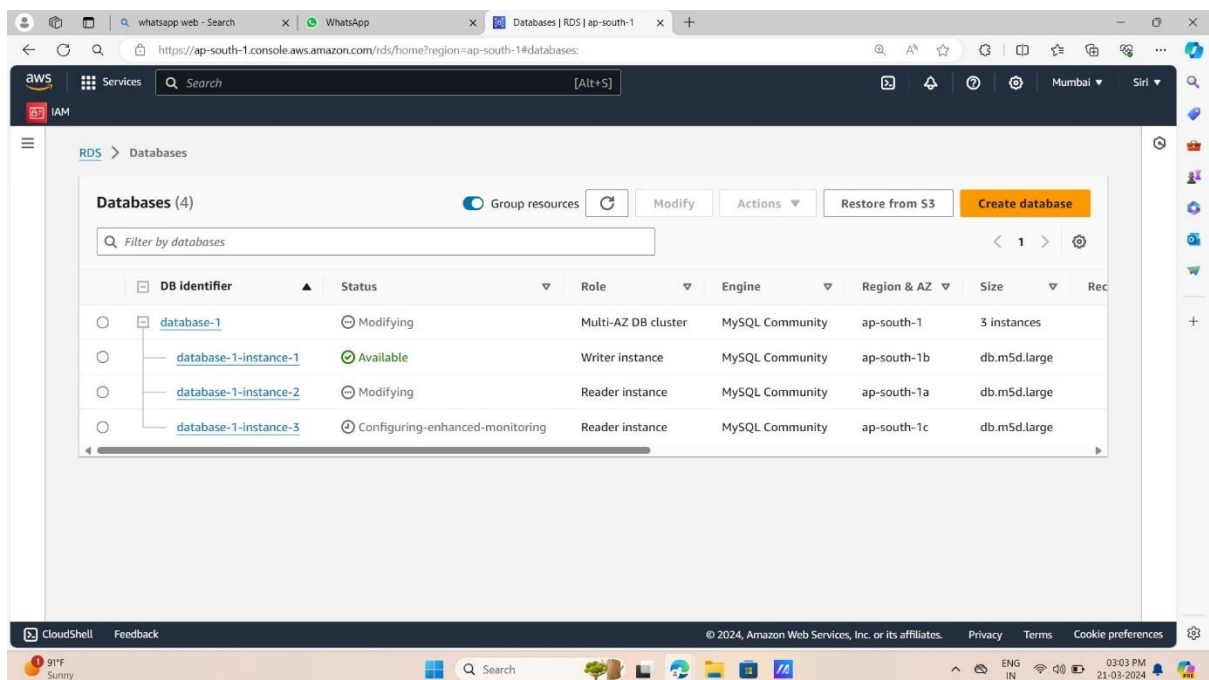 whatsapp web - Search
WhatsApp
Databases | RDS | ap-south-1
https://ap-south-1.console.aws.amazon.com/rds/home?region=ap-south-1#databases:
aws
Services
Search
[Alt+S]
Mumbai ▼
Siri ▼
IAM
RDS > Databases
Databases (4)
Group resources
Modify
Actions ▼
Restore from S3
Create database
Filter by databases
< 1 >
DB identifier ▲ Status Role Engine Region & AZ Size Rec
database-1 Modifying Multi-AZ DB cluster MySQL Community ap-south-1 3 instances
database-1-instance-1 Available Writer instance MySQL Community ap-south-1b db.m5d.large
database-1-instance-2 Modifying Reader instance MySQL Community ap-south-1a db.m5d.large
database-1-instance-3 Configuring-enhanced-monitoring Reader instance MySQL Community ap-south-1c db.m5d.large
CloudShell Feedback © 2024, Amazon Web Services, Inc. or its affiliates. Privacy Terms Cookie preferences
1
91°F
Sunny
Search
ENG
IN
03:03 PM
21-03-2024
PRE